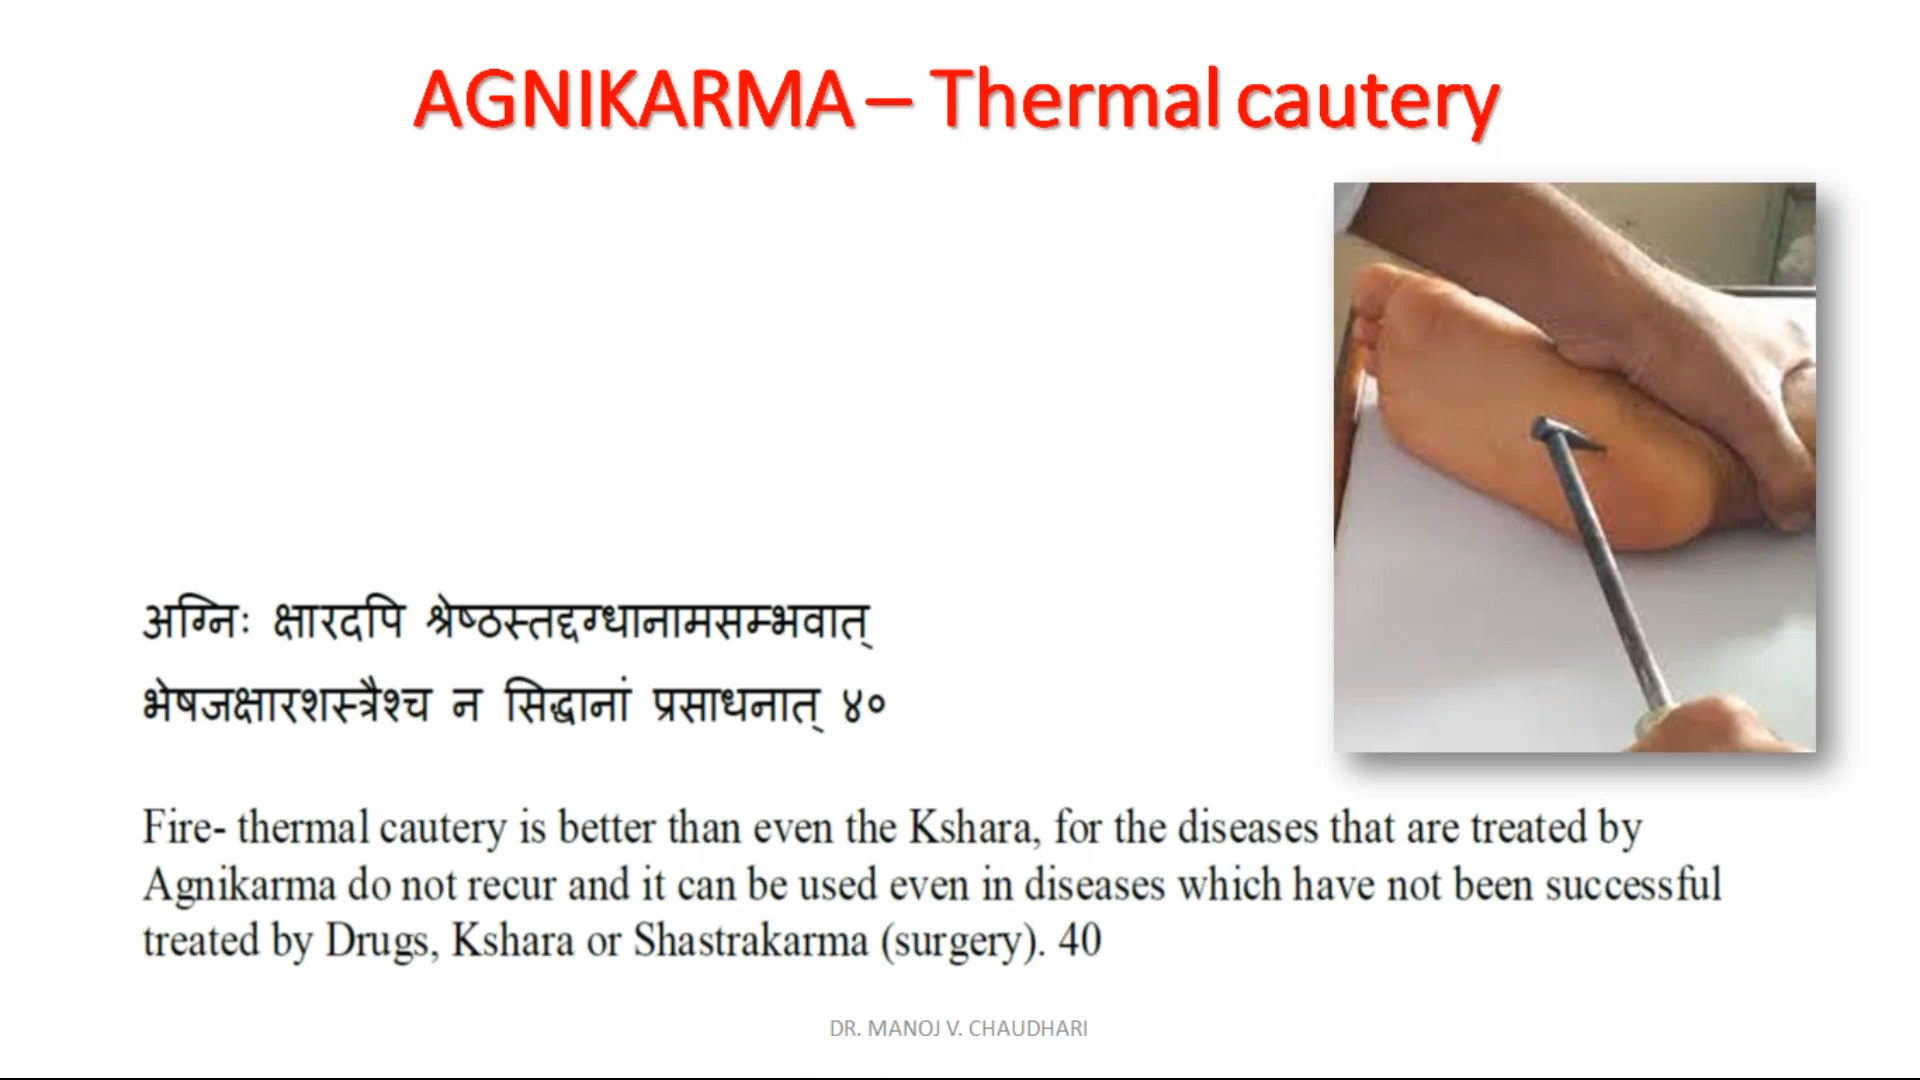 AGNIKARMA – Thermal cautery
अग्निः क्षारदपि श्रेष्ठस्तद्दग्धानामसम्भवात्
भेषजक्षारशस्त्रैश्च न सिद्धानां प्रसाधनात् ४०
Fire- thermal cautery is better than even the Kshara, for the diseases that are treated by
Agnikarma do not recur and it can be used even in diseases which have not been successful
treated by Drugs, Kshara or Shastrakarma (surgery). 40
DR. MANOJ V. CHAUDHARI